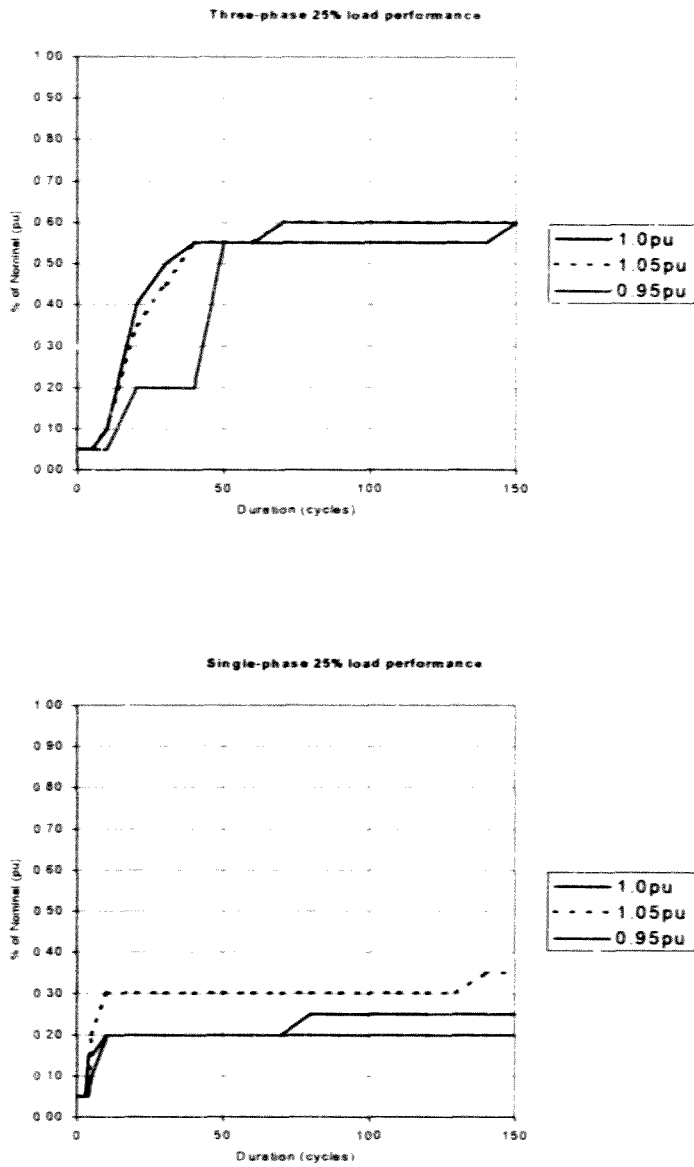 Three-phase 25% load performance
1.00
0.90
0.80
0.70
0.60
0.50
0.40
0.30
0.20
0.10
0.00
% of Nominal (pu)
0
50
100
150
Duration (cycles)
1.0pu
1.05pu
0.95pu
Single-phase 25% load performance
1.00
0.90
0.80
0.70
0.60
0.50
0.40
0.30
0.20
0.10
0.00
% of Nominal (pu)
0
50
100
150
Duration (cycles)
1.0pu
1.05pu
0.95pu